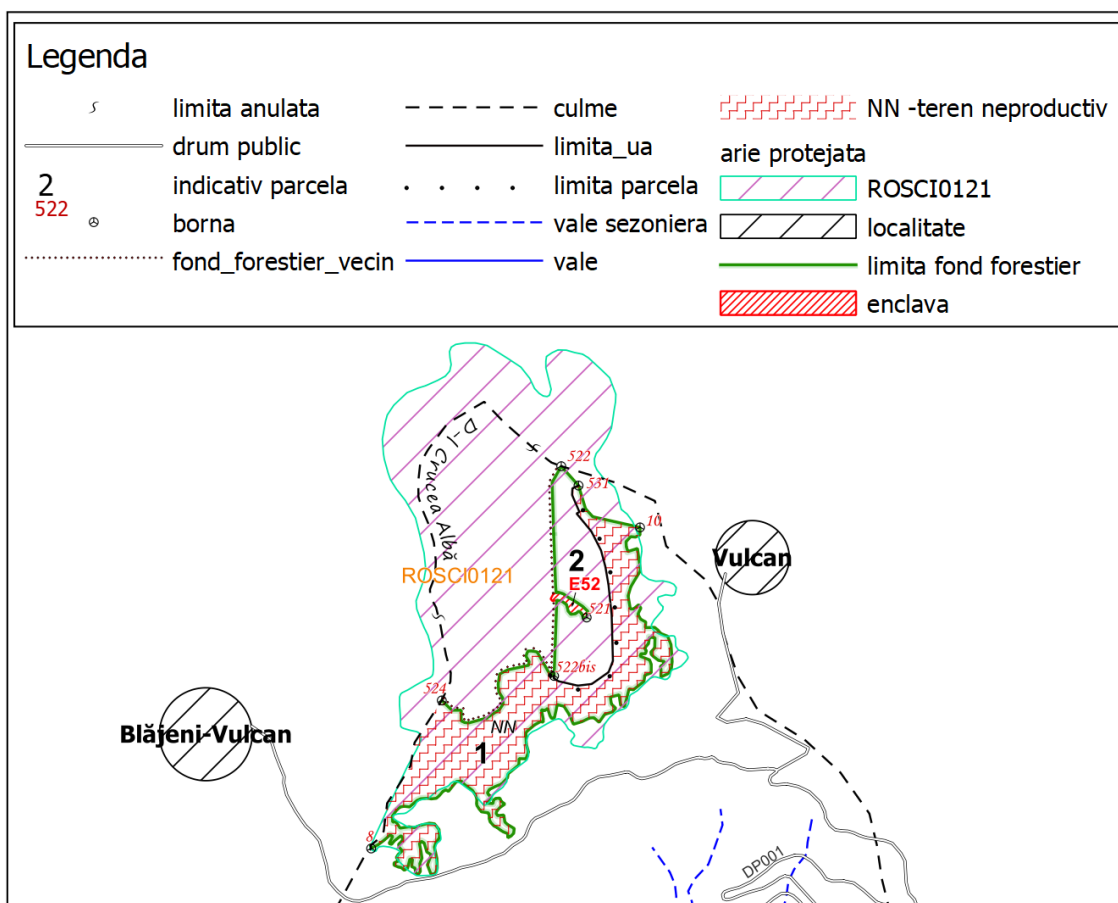 Legenda
limita anulata
drum public
2
522
indicativ parcela
borna
fond_forestier_vecin
culme
limita_ua
limita parcela
vale sezoniera
vale
NN -teren neproductiv
arie protejata
ROSCI0121
localitate
limita fond forestier
enclava
D-l Crucea Albă
522
531
10
2
Vulcan
ROSCI0121
E52
521
522bis
524
NN
Blăjeni-Vulcan
1
8
DP001